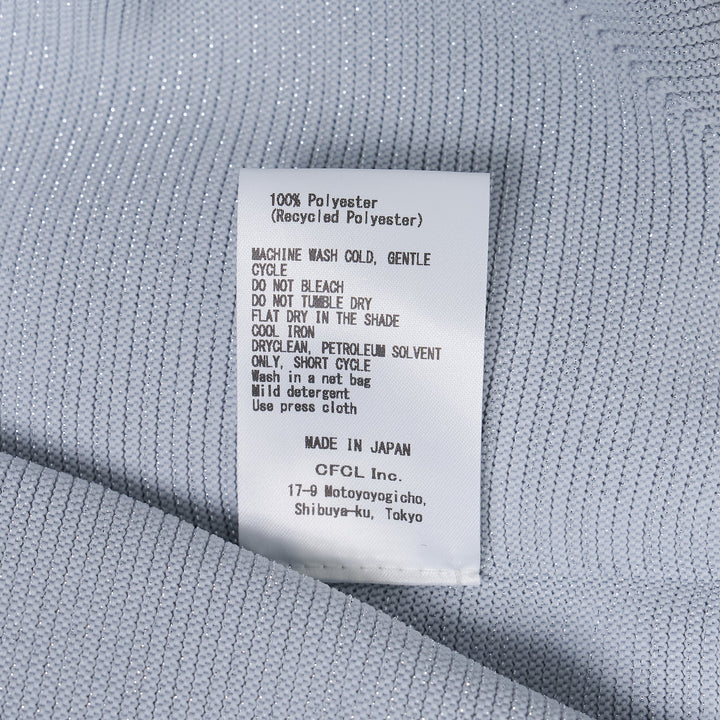 100% Polyester
(Recycled Polyester)
MACHINE WASH COLD, GENTLE
CYCLE
DO NOT BLEACH
DO NOT TUMBLE DRY
FLAT DRY IN THE SHADE
COOL IRON
DRYCLEAN, PETROLEUM SOLVENT
ONLY, SHORT CYCLE
Wash in a net bag
Mild detergent
Use press cloth
MADE IN JAPAN
CFCL Inc.
17-9 Motoyoyogicho,
Shibuya-ku, Tokyo